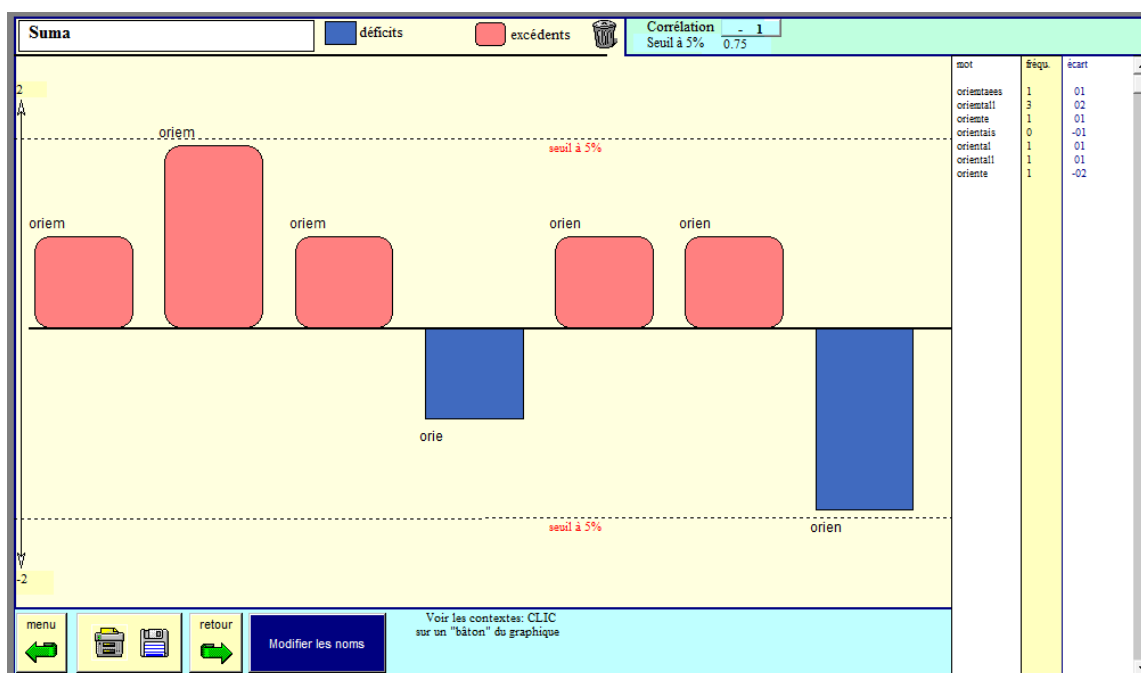 Suma
déficits
excédents
Corrélation - 1
Seuil à 5% 0.75
mot fréqu. écart
oriemtaees 1 01
oriemtall 3 02
oriemte 1 01
orientais 0 -01
oriental 1 01
orientall 1 01
oriente 1 -02
2
oriem
seuil à 5%
oriem
oriem
orien
orien
orie
seuil à 5%
orien
-2
menu
retour
Modifier les noms
Voir les contextes: CLIC
sur un "bâton" du graphique